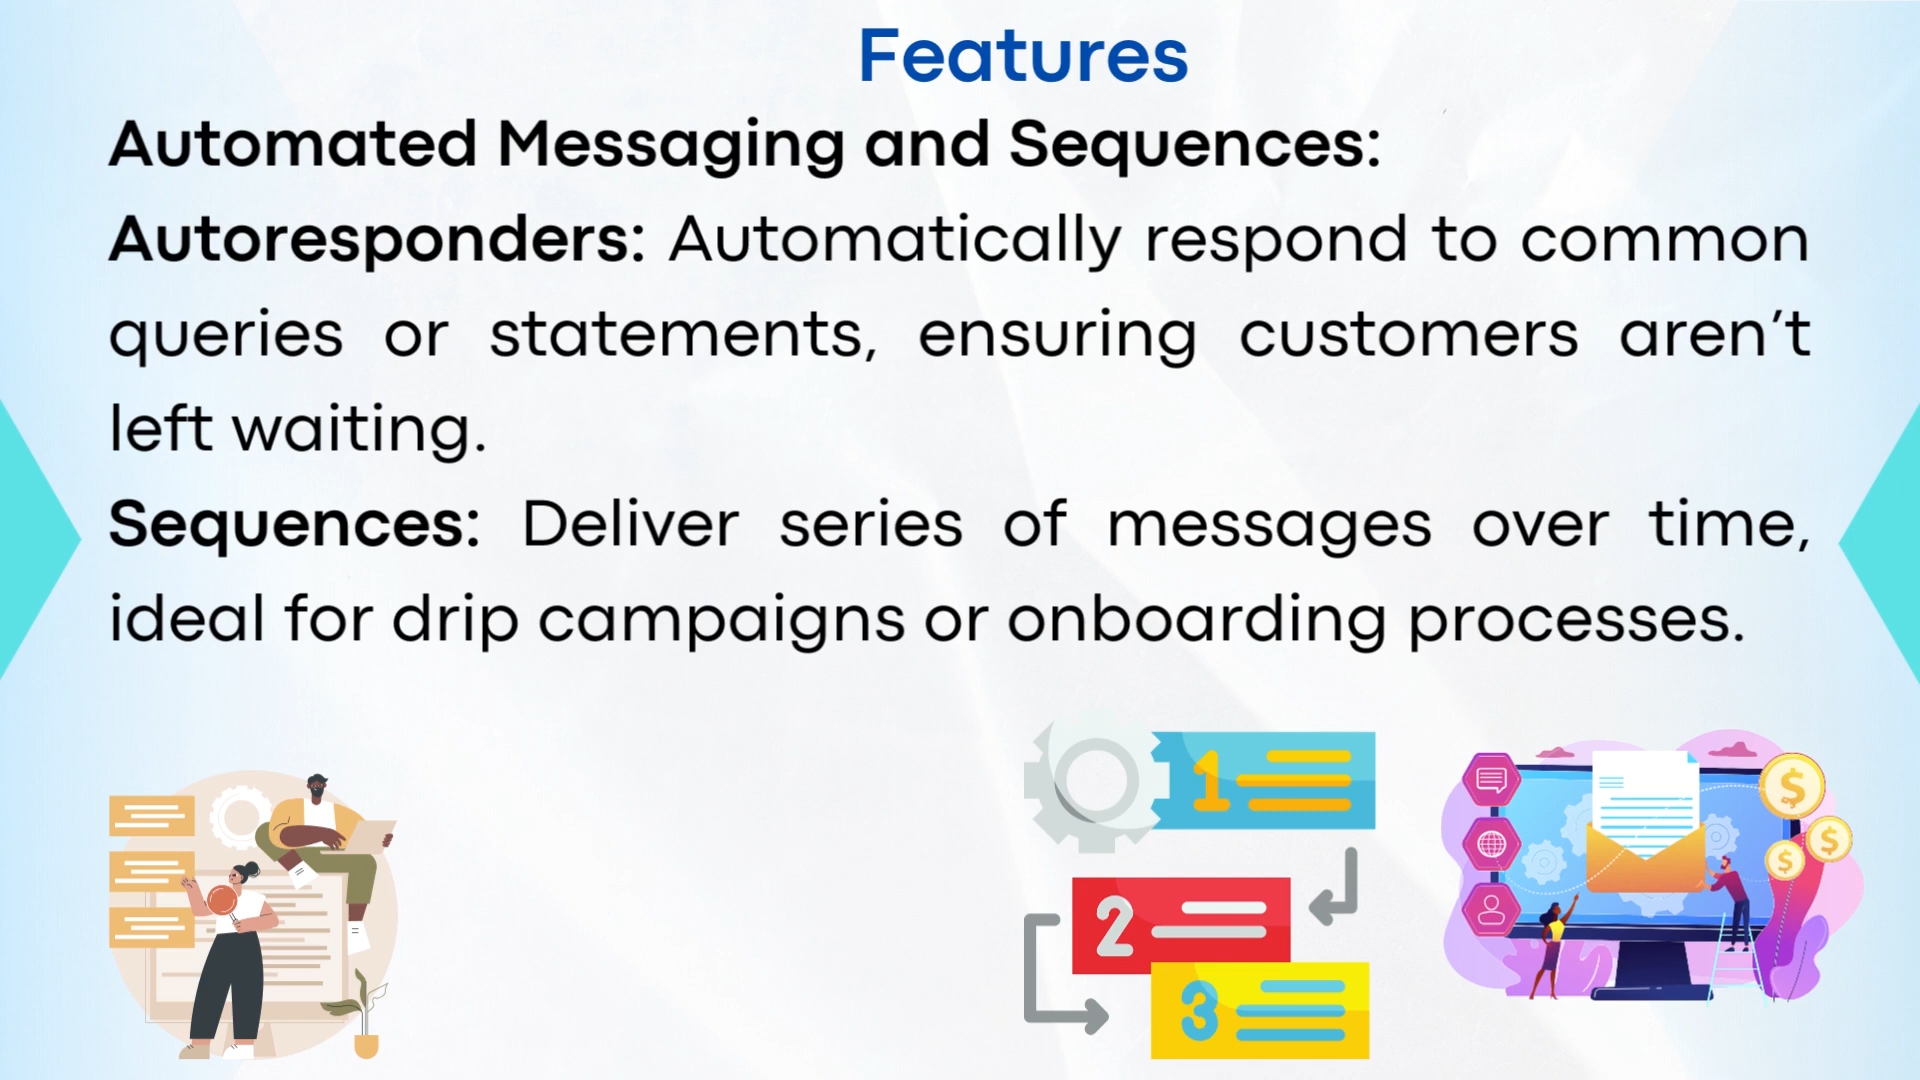 Features
Automated Messaging and Sequences:
Autoresponders: Automatically respond to common
queries or statements, ensuring customers aren’t
left waiting.
Sequences: Deliver series of messages over time,
ideal for drip campaigns or onboarding processes.
1
2
3
$
$
$